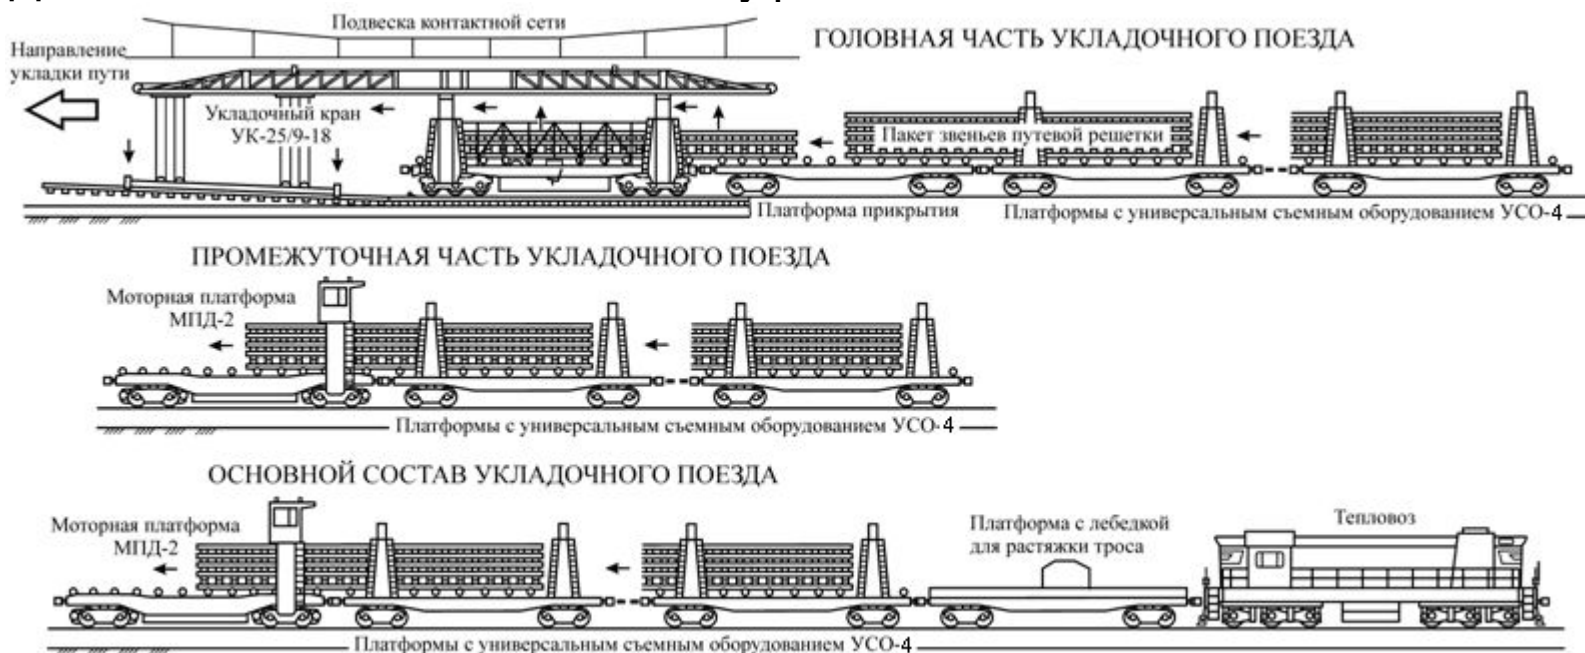 Подвеска контактной сети
ГОЛОВНАЯ ЧАСТЬ УКЛАДОЧНОГО ПОЕЗДА
Направление
укладки пути
Укладочный кран
УК-25/9-18
Пакет звеньев путевой решетки
Платформа прикрытия
Платформы с универсальным съемным оборудованием УСО-4
ПРОМЕЖУТОЧНАЯ ЧАСТЬ УКЛАДОЧНОГО ПОЕЗДА
Моторная платформа
МПД-2
Платформы с универсальным съемным оборудованием УСО-4
ОСНОВНОЙ СОСТАВ УКЛАДОЧНОГО ПОЕЗДА
Моторная платформа
МПД-2
Платформа с лебедкой
для растяжки троса
Тепловоз
Платформы с универсальным съемным оборудованием УСО-4